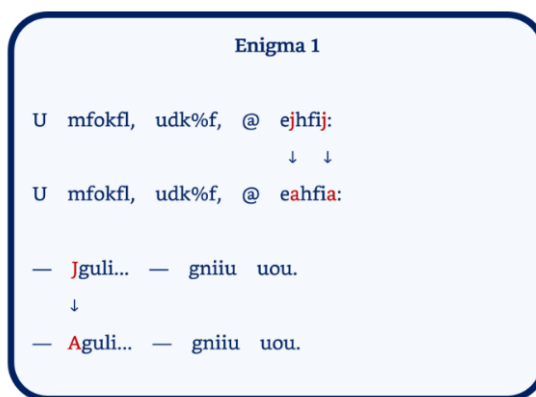 Enigma 1
U mfokfl, udk%f, @ ejhfij:
↓ ↓
U mfokfl, udk%f, @ eahfia:
— Jguli... — gniiu uou.
↓
— Aguli... — gniiu uou.